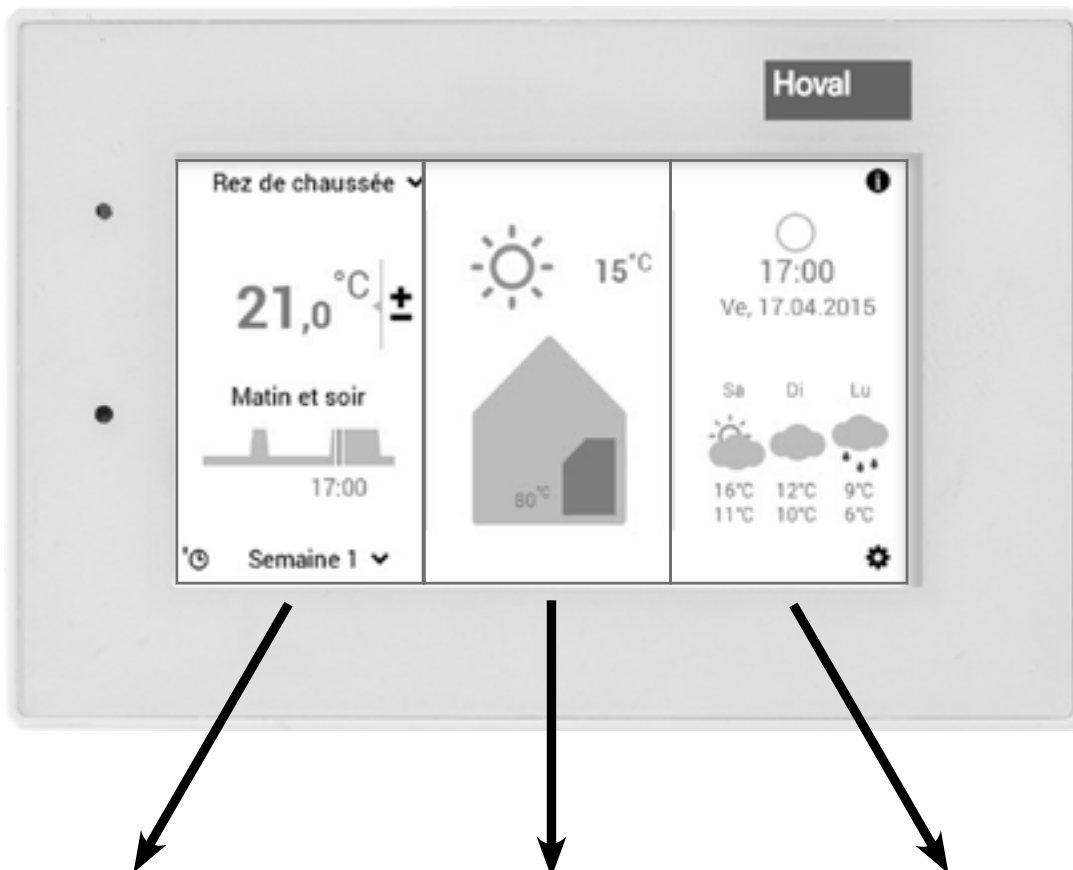 Hoval
Rez de chaussée
21,0 °C
±
Matin et soir
17:00
Semaine 1
15°C
80°C
17:00
Ve, 17.04.2015
Sa Di Lu
16°C 12°C 9°C
11°C 10°C 6°C